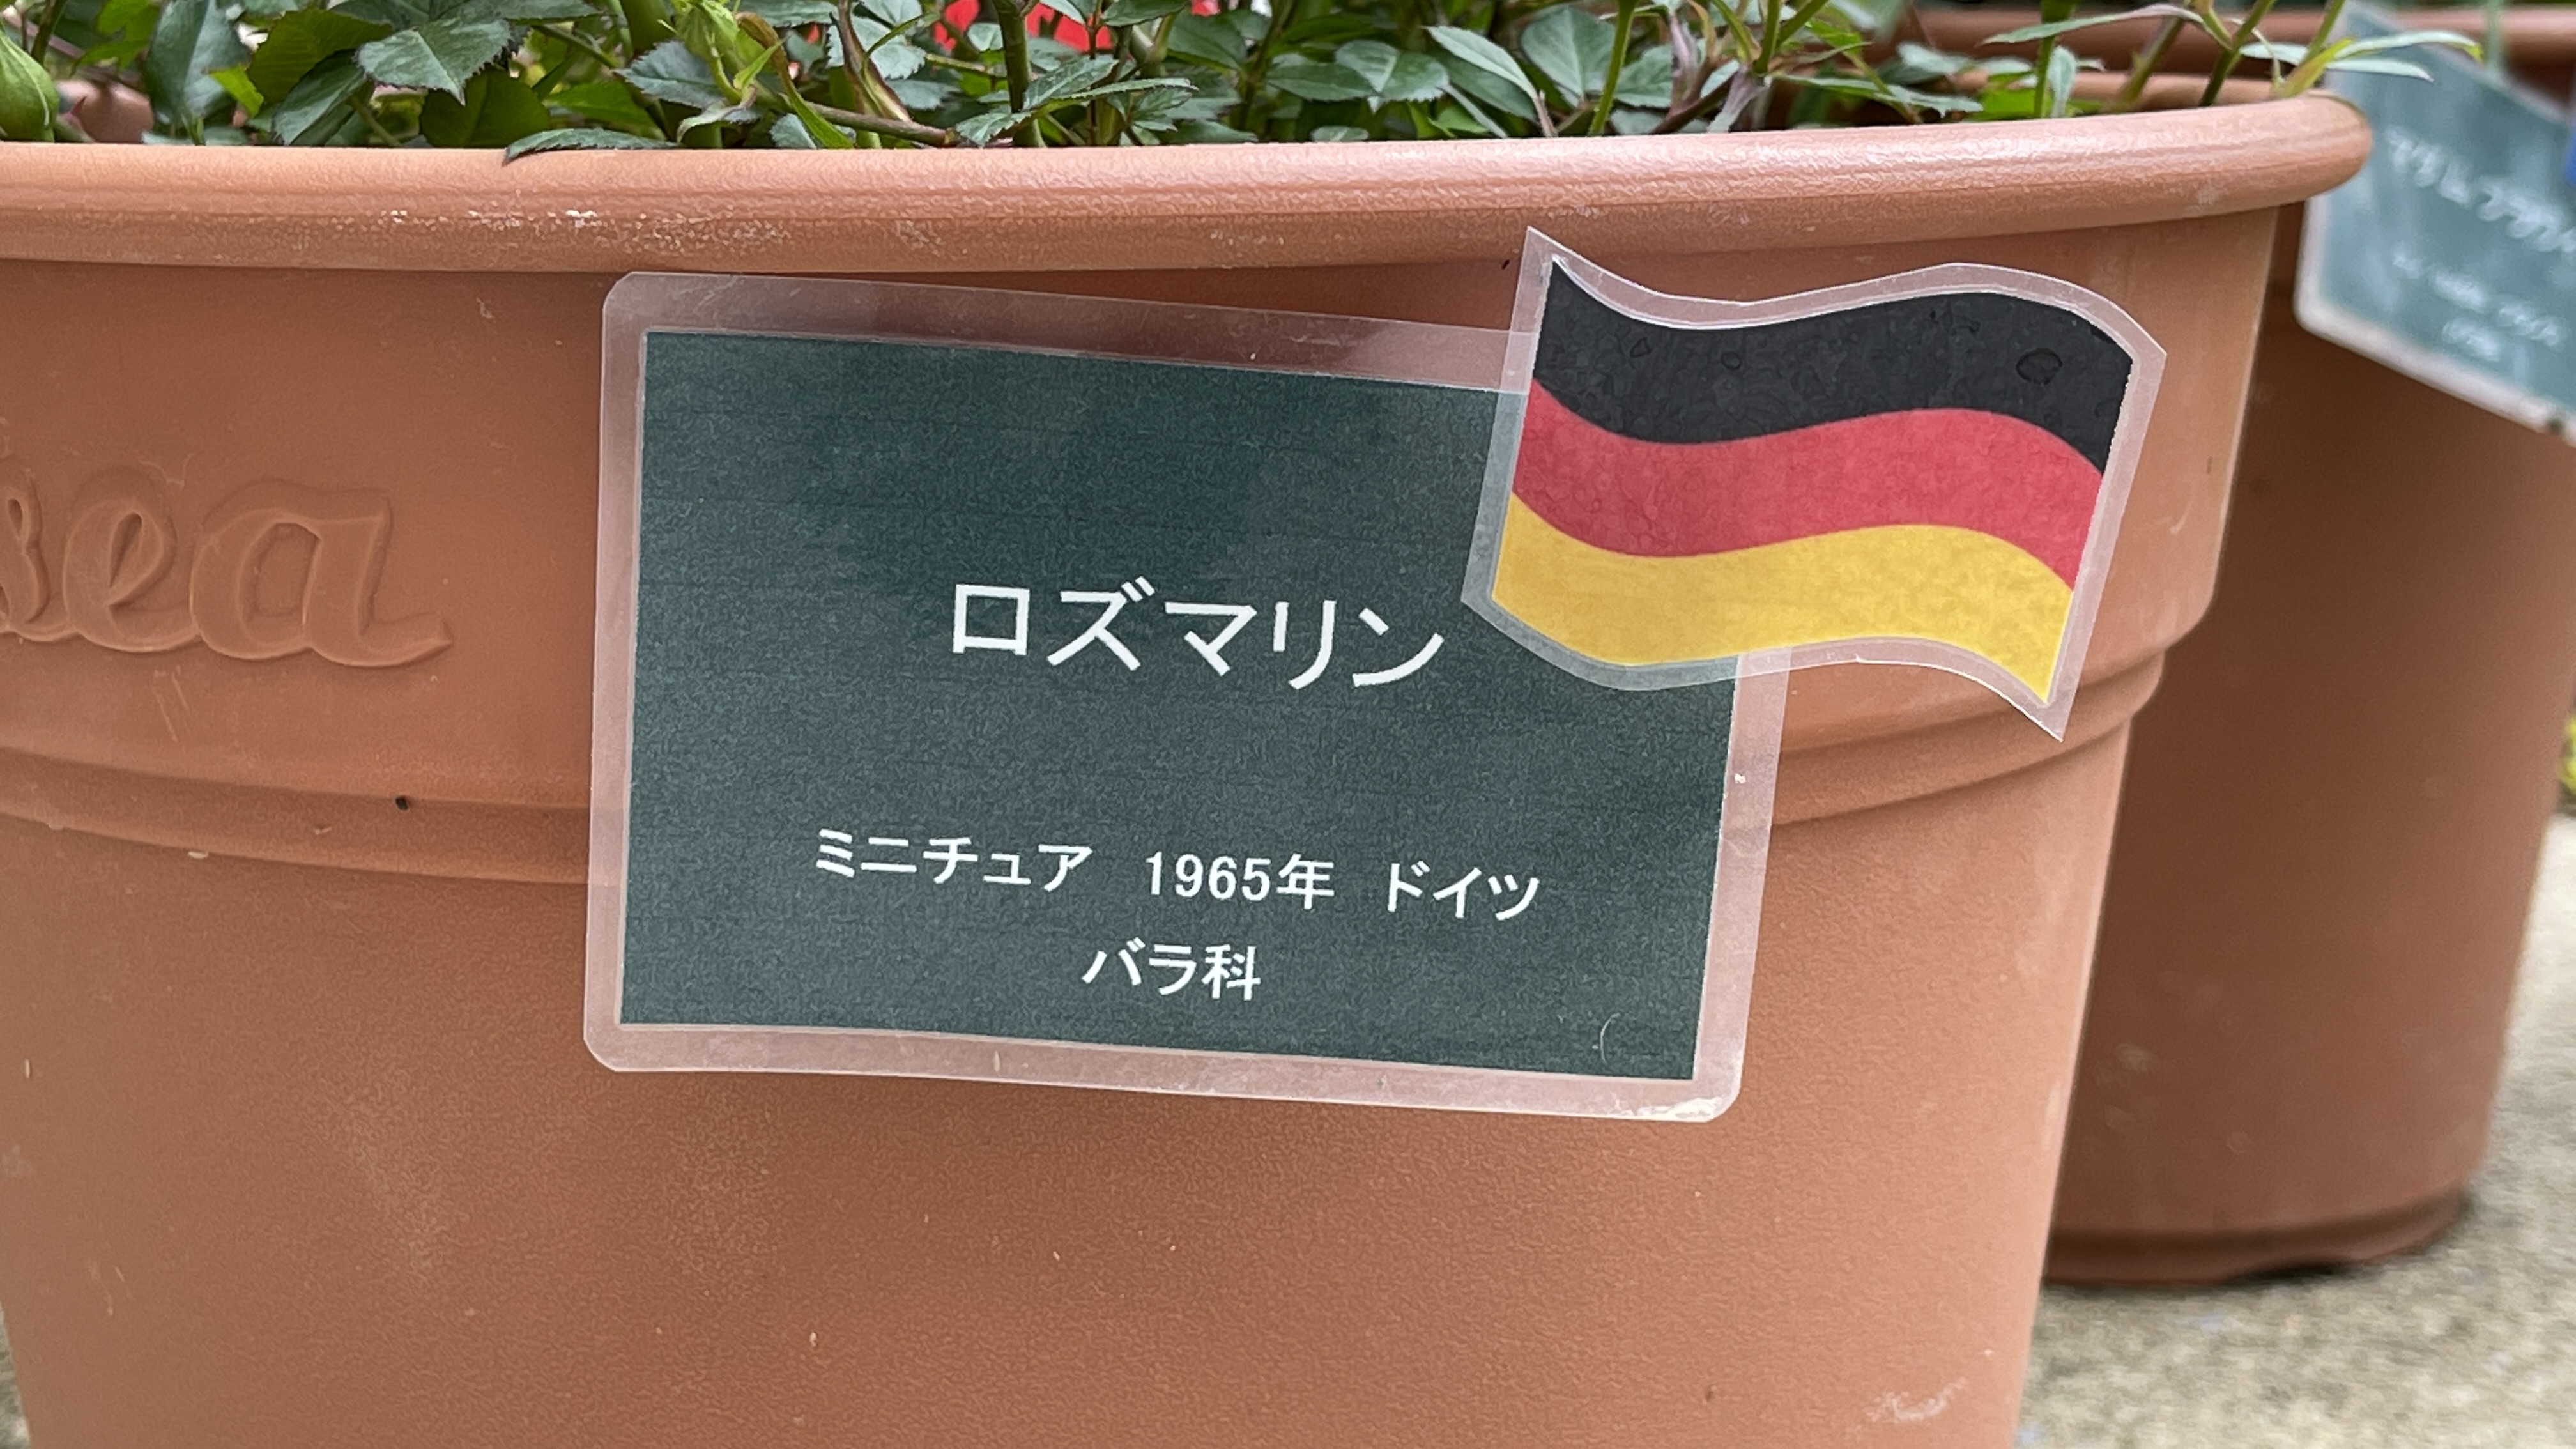 ロズマリン
ミニチュア 1965年 ドイツ
バラ科
sea